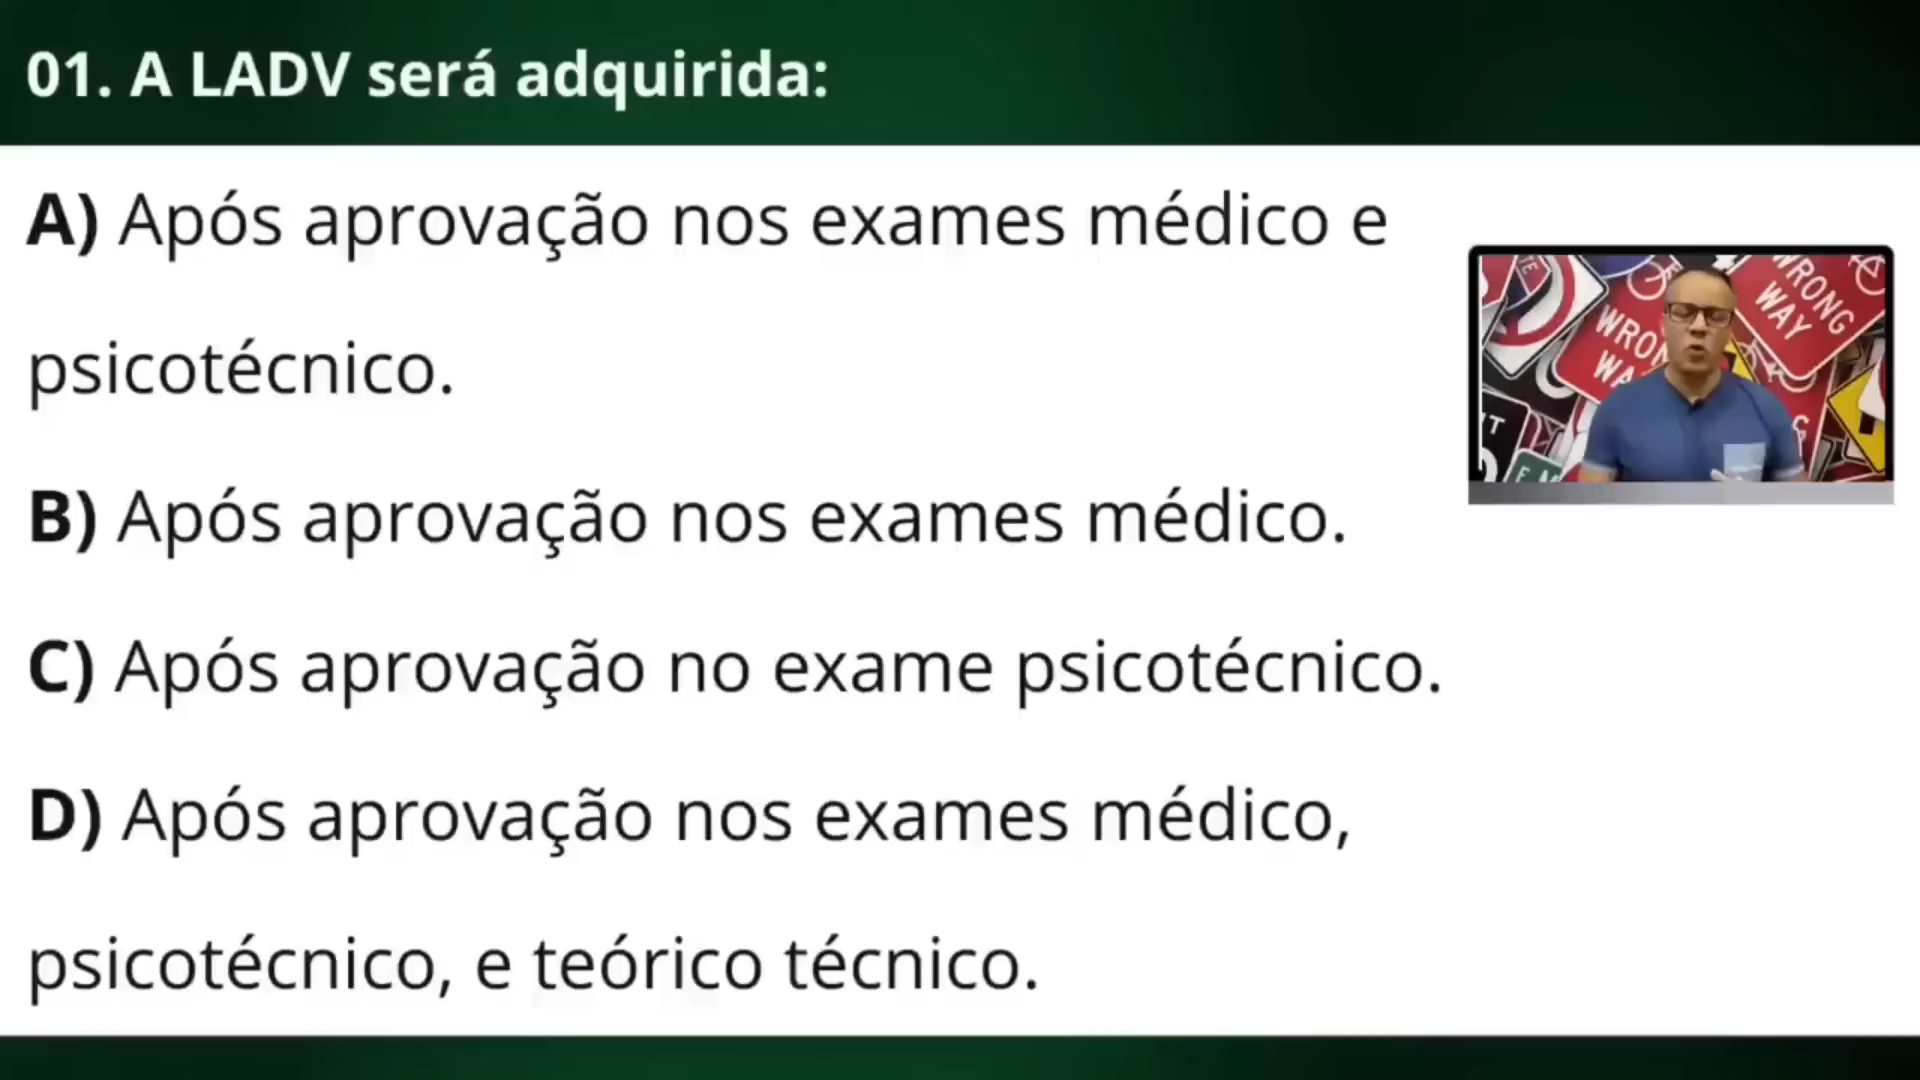 01. A LADV será adquirida:
A) Após aprovação nos exames médico e
psicotécnico.
B) Após aprovação nos exames médico.
C) Após aprovação no exame psicotécnico.
D) Após aprovação nos exames médico,
psicotécnico, e teórico técnico.
WRONG
WAY
WRON
WA